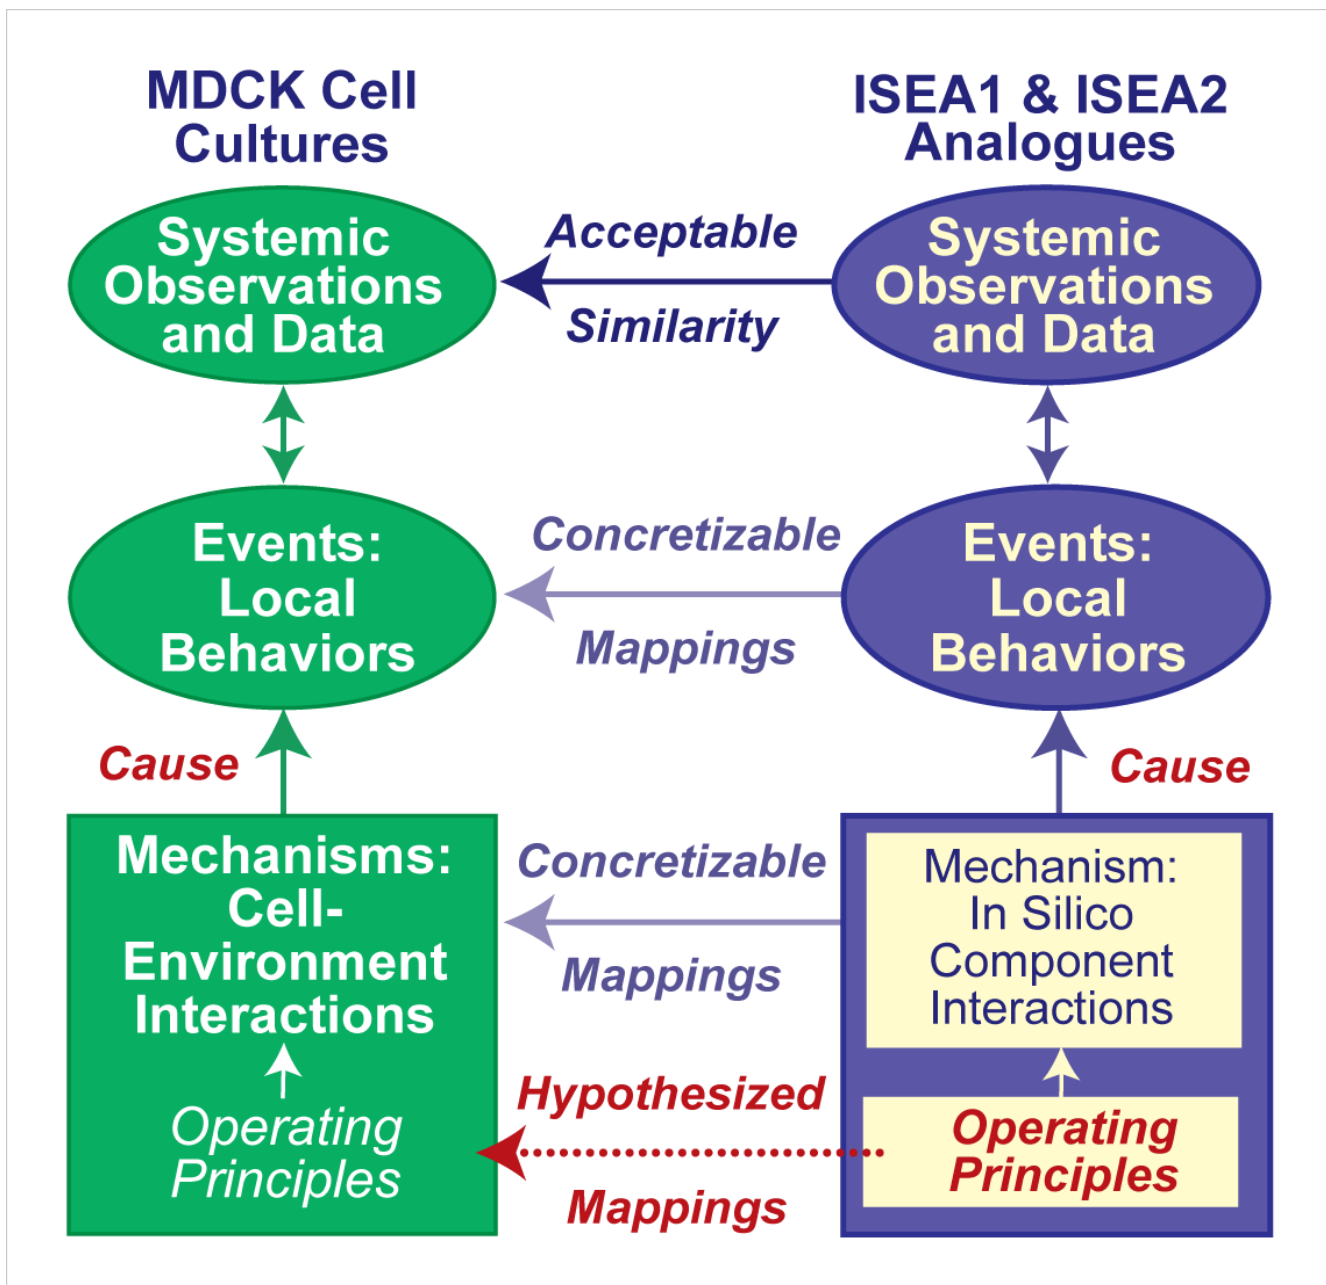 MDCK Cell
Cultures
ISEA1 & ISEA2
Analogues
Systemic
Observations
and Data
Acceptable
Similarity
Systemic
Observations
and Data
Events:
Local
Behaviors
Concretizable
Mappings
Events:
Local
Behaviors
Cause
Cause
Mechanisms:
Cell-
Environment
Interactions
Concretizable
Mappings
Mechanism:
In Silico
Component
Interactions
Operating
Principles
Hypothesized
Mappings
Operating
Principles